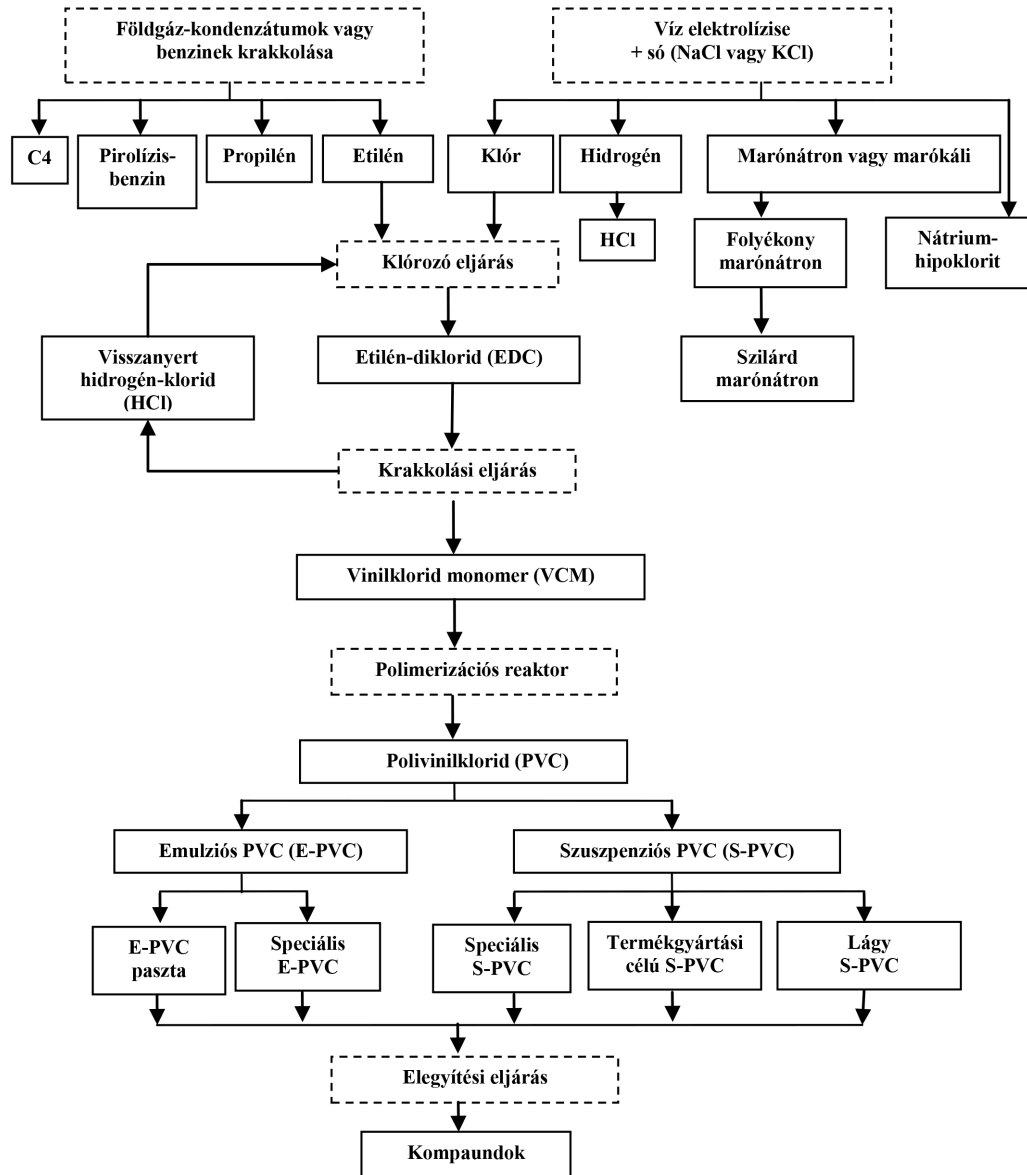 Földgáz-kondenzátumok vagy
benzinek krakkolása
Víz elektrolízise
+ só (NaCl vagy KCl)
C4
Pirolízis-
benzin
Propilén
Etilén
Klór
Hidrogén
Marónátron vagy marókáli
HCl
Folyékony
marónátron
Nátrium-
hipoklorit
Klórozó eljárás
Visszanyert
hidrogén-klorid
(HCl)
Etilén-diklorid (EDC)
Szilárd
marónátron
Krakkolási eljárás
Vinilklorid monomer (VCM)
Polimerizációs reaktor
Polivinilklorid (PVC)
Emulziós PVC (E-PVC)
Szuszpenziós PVC (S-PVC)
E-PVC
paszta
Speciális
E-PVC
Speciális
S-PVC
Termékgyártási
célú S-PVC
Lágy
S-PVC
Elegyítési eljárás
Kompaundok